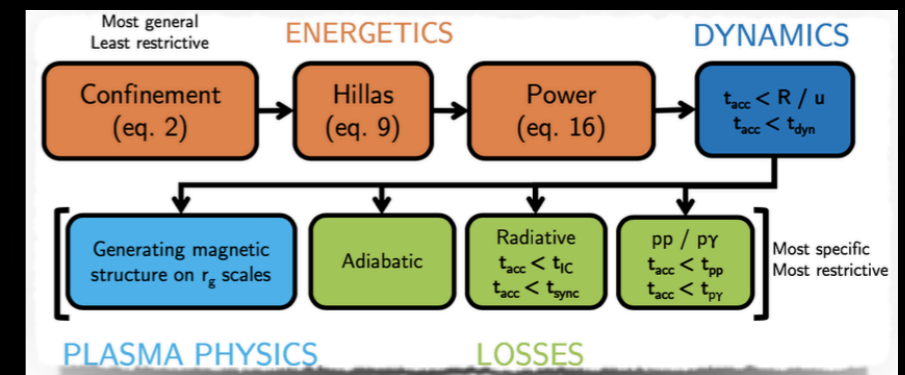 Most general
Least restrictive
ENERGETICS
DYNAMICS
Confinement
(eq. 2)
Hillas
(eq. 9)
Power
(eq. 16)
t_acc < R / u
t_acc < t_dyn
Generating magnetic
structure on r_g scales
Adiabatic
Radiative
t_acc < t_IC
t_acc < t_sync
pp / pγ
t_acc < t_pp
t_acc < t_pγ
Most specific
Most restrictive
PLASMA PHYSICS
LOSSES